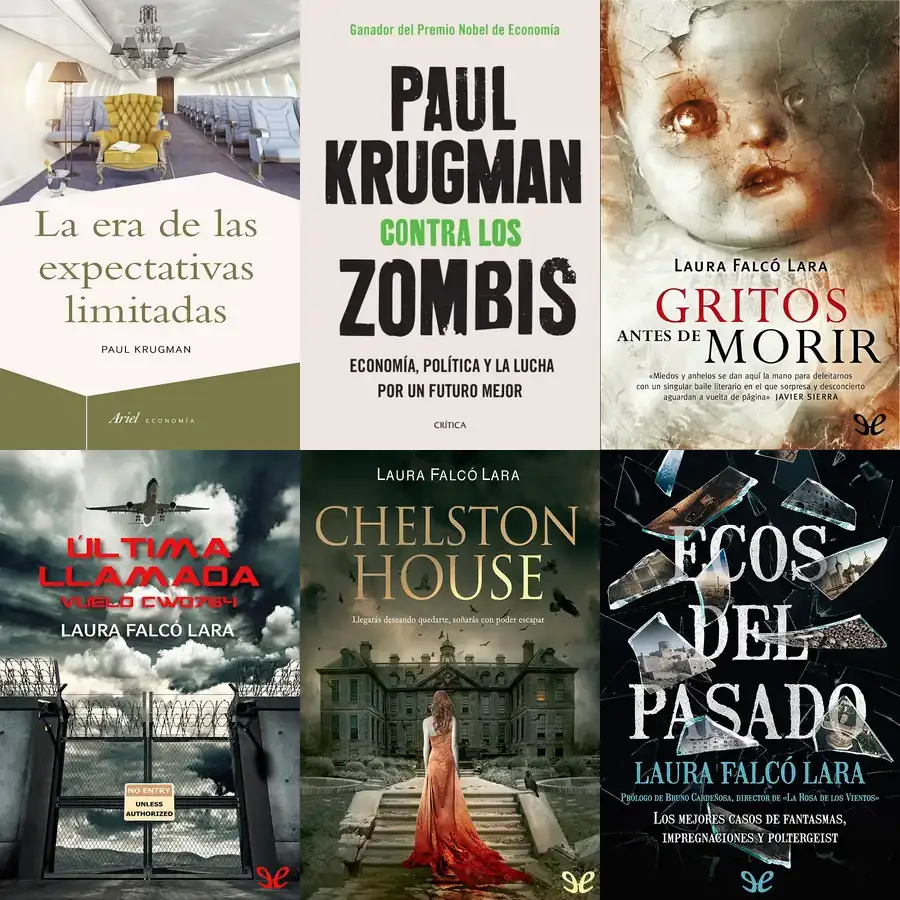 La era de las
expectativas
limitadas
PAUL KRUGMAN
Ariel ECONOMÍA
Ganador del Premio Nobel de Economía
PAUL
KRUGMAN
CONTRA LOS
ZOMBIS
ECONOMÍA, POLÍTICA Y LA LUCHA
POR UN FUTURO MEJOR
CRÍTICA
LAURA FALCÓ LARA
GRITOS
ANTES DE MORIR
«Miedos y anhelos se dan aquí la mano para deleitarnos
con un singular baile literario en el que sorpresa y desconcierto
aguardan a vuelta de página» JAVIER SIERRA
ÚLTIMA
LLAMADA
VUELO CW0764
LAURA FALCÓ LARA
NO ENTRY
UNLESS
AUTHORIZED
LAURA FALCÓ LARA
CHELSTON
HOUSE
Llegarás deseando quedarte, soñarás con poder escapar
ECOS
DEL
PASADO
LAURA FALCÓ LARA
PRÓLOGO DE BRUNO CARDEÑOSA, DIRECTOR DE «LA ROSA DE LOS VIENTOS»
LOS MEJORES CASOS DE FANTASMAS,
IMPREGNACIONES Y POLTERGEIST